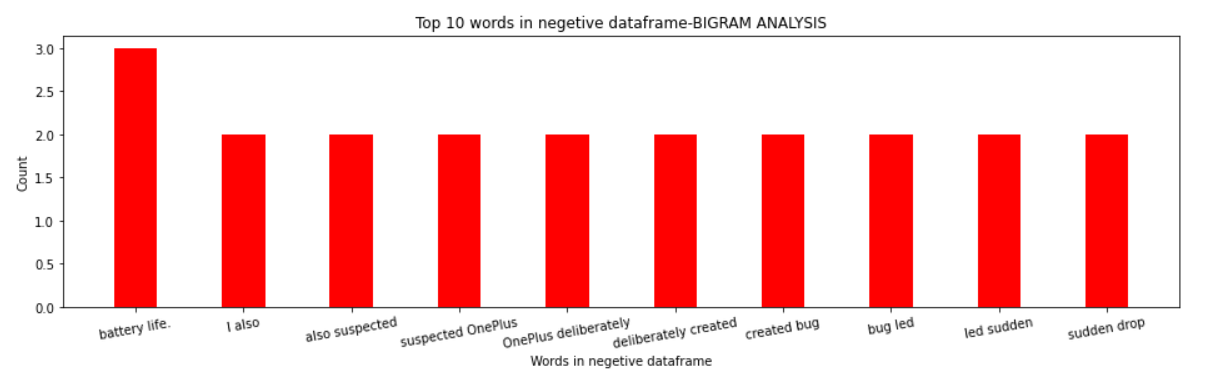 Top 10 words in negetive dataframe-BIGRAM ANALYSIS
3.0
2.5
2.0
1.5
1.0
0.5
0.0
Count
battery life.
I also
also suspected
suspected OnePlus
OnePlus deliberately
deliberately created
created bug
bug led
led sudden
sudden drop
Words in negetive dataframe